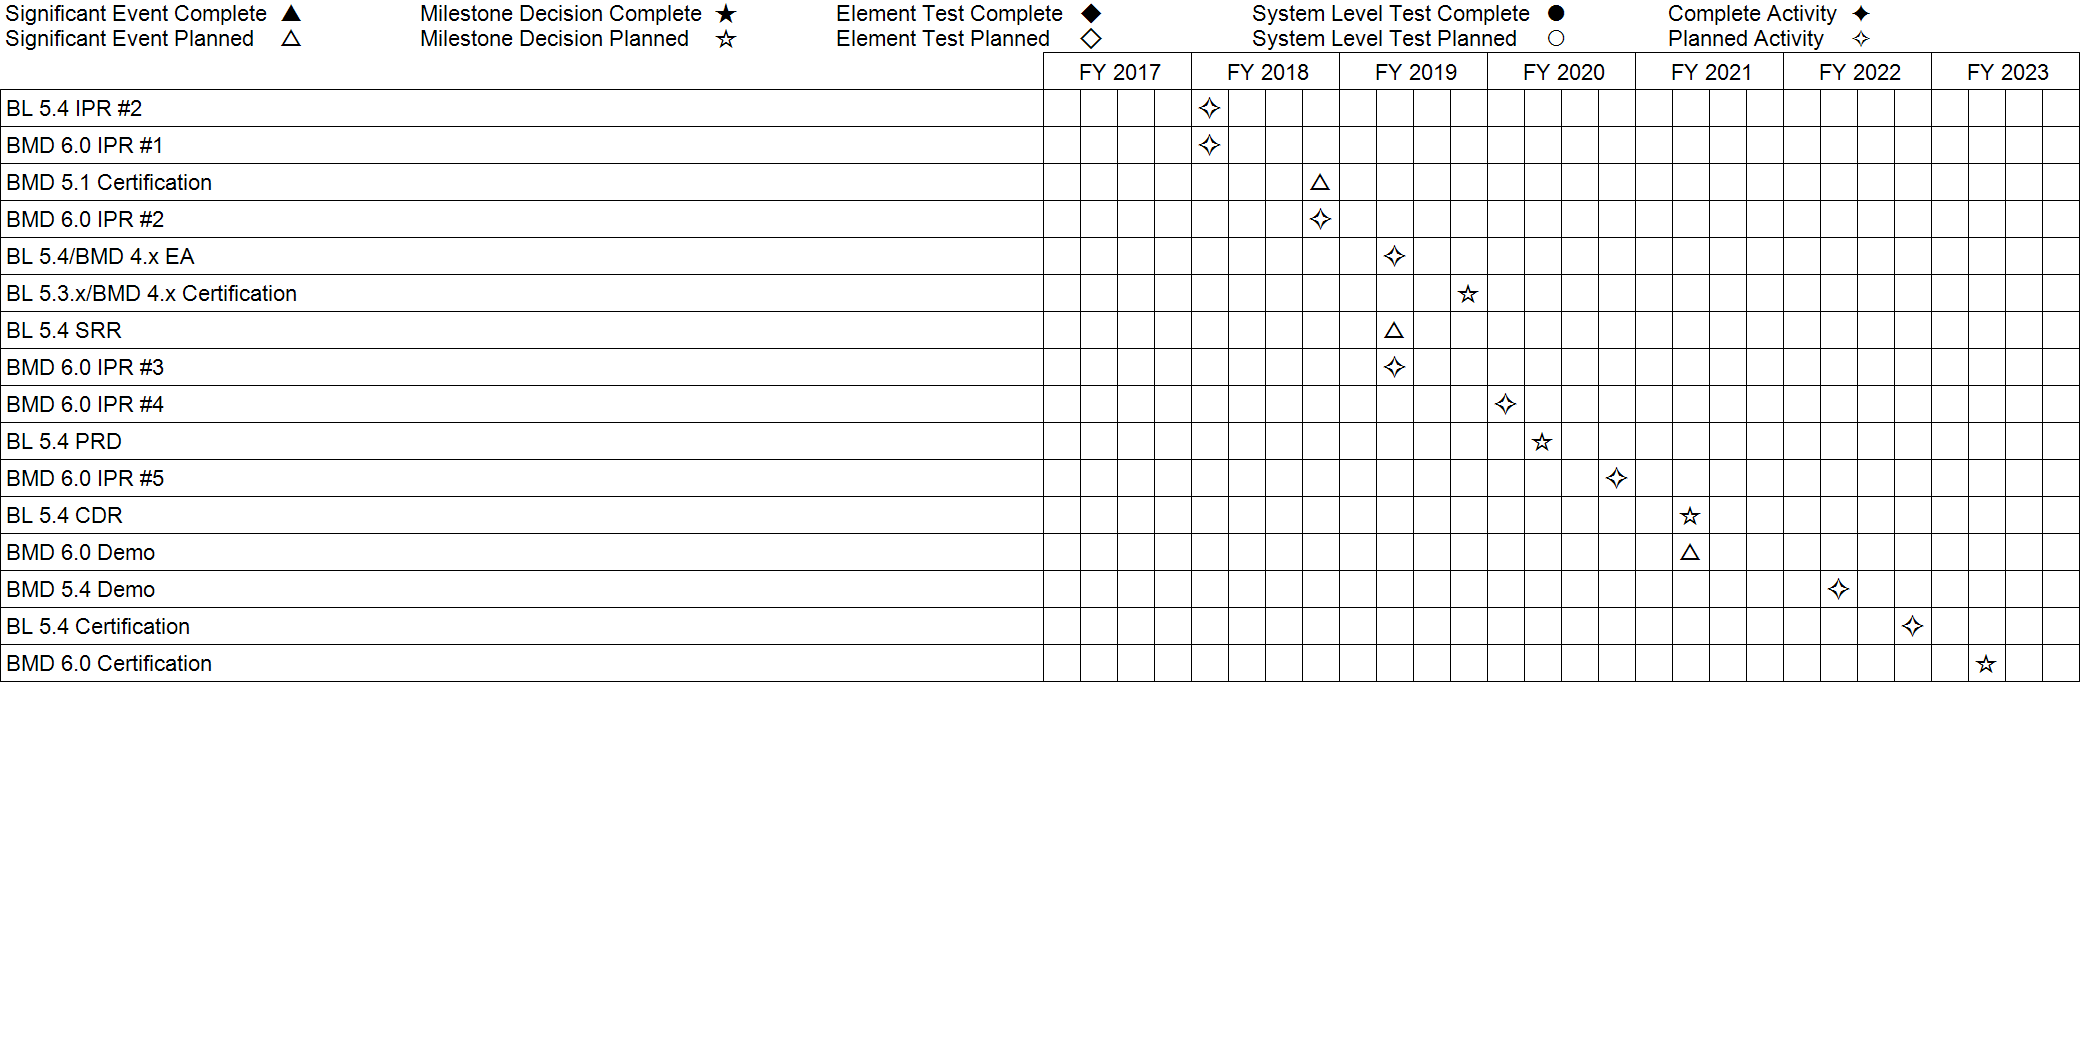 Significant Event Complete ▲ Milestone Decision Complete ★ Element Test Complete ◆ System Level Test Complete ● Complete Activity ✦
Significant Event Planned △ Milestone Decision Planned ☆ Element Test Planned ◇ System Level Test Planned ○ Planned Activity ✧
FY 2017 FY 2018 FY 2019 FY 2020 FY 2021 FY 2022 FY 2023
BL 5.4 IPR #2 ✧
BMD 6.0 IPR #1 ✧
BMD 5.1 Certification △
BMD 6.0 IPR #2 ✧
BL 5.4/BMD 4.x EA ✧
BL 5.3.x/BMD 4.x Certification ☆
BL 5.4 SRR △
BMD 6.0 IPR #3 ✧
BMD 6.0 IPR #4 ✧
BL 5.4 PRD ☆
BMD 6.0 IPR #5 ✧
BL 5.4 CDR ☆
BMD 6.0 Demo △
BMD 5.4 Demo ✧
BL 5.4 Certification ✧
BMD 6.0 Certification ☆